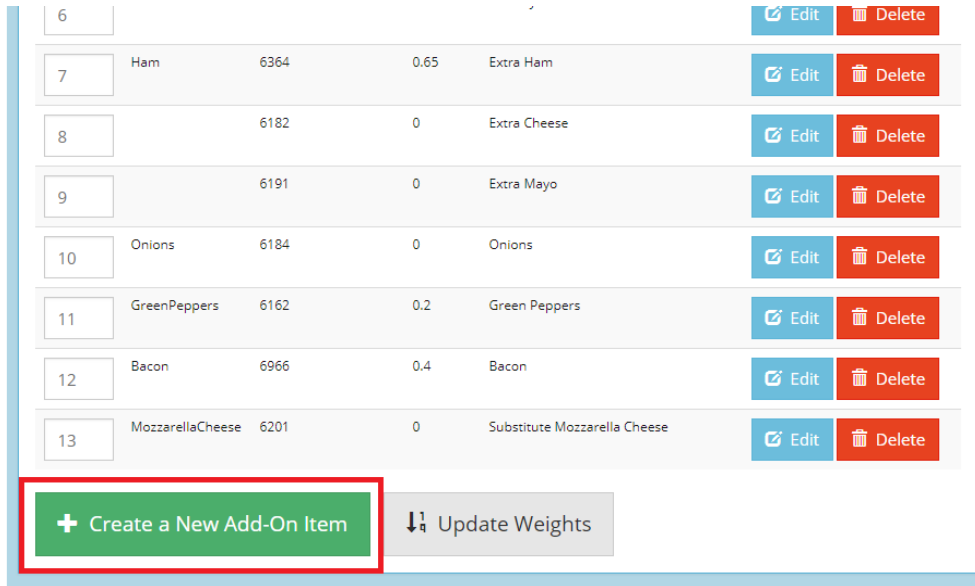 6 Edit Delete
7 Ham 6364 0.65 Extra Ham Edit Delete
8 6182 0 Extra Cheese Edit Delete
9 6191 0 Extra Mayo Edit Delete
10 Onions 6184 0 Onions Edit Delete
11 GreenPeppers 6162 0.2 Green Peppers Edit Delete
12 Bacon 6966 0.4 Bacon Edit Delete
13 MozzarellaCheese 6201 0 Substitute Mozzarella Cheese Edit Delete
Create a New Add-On Item Update Weights